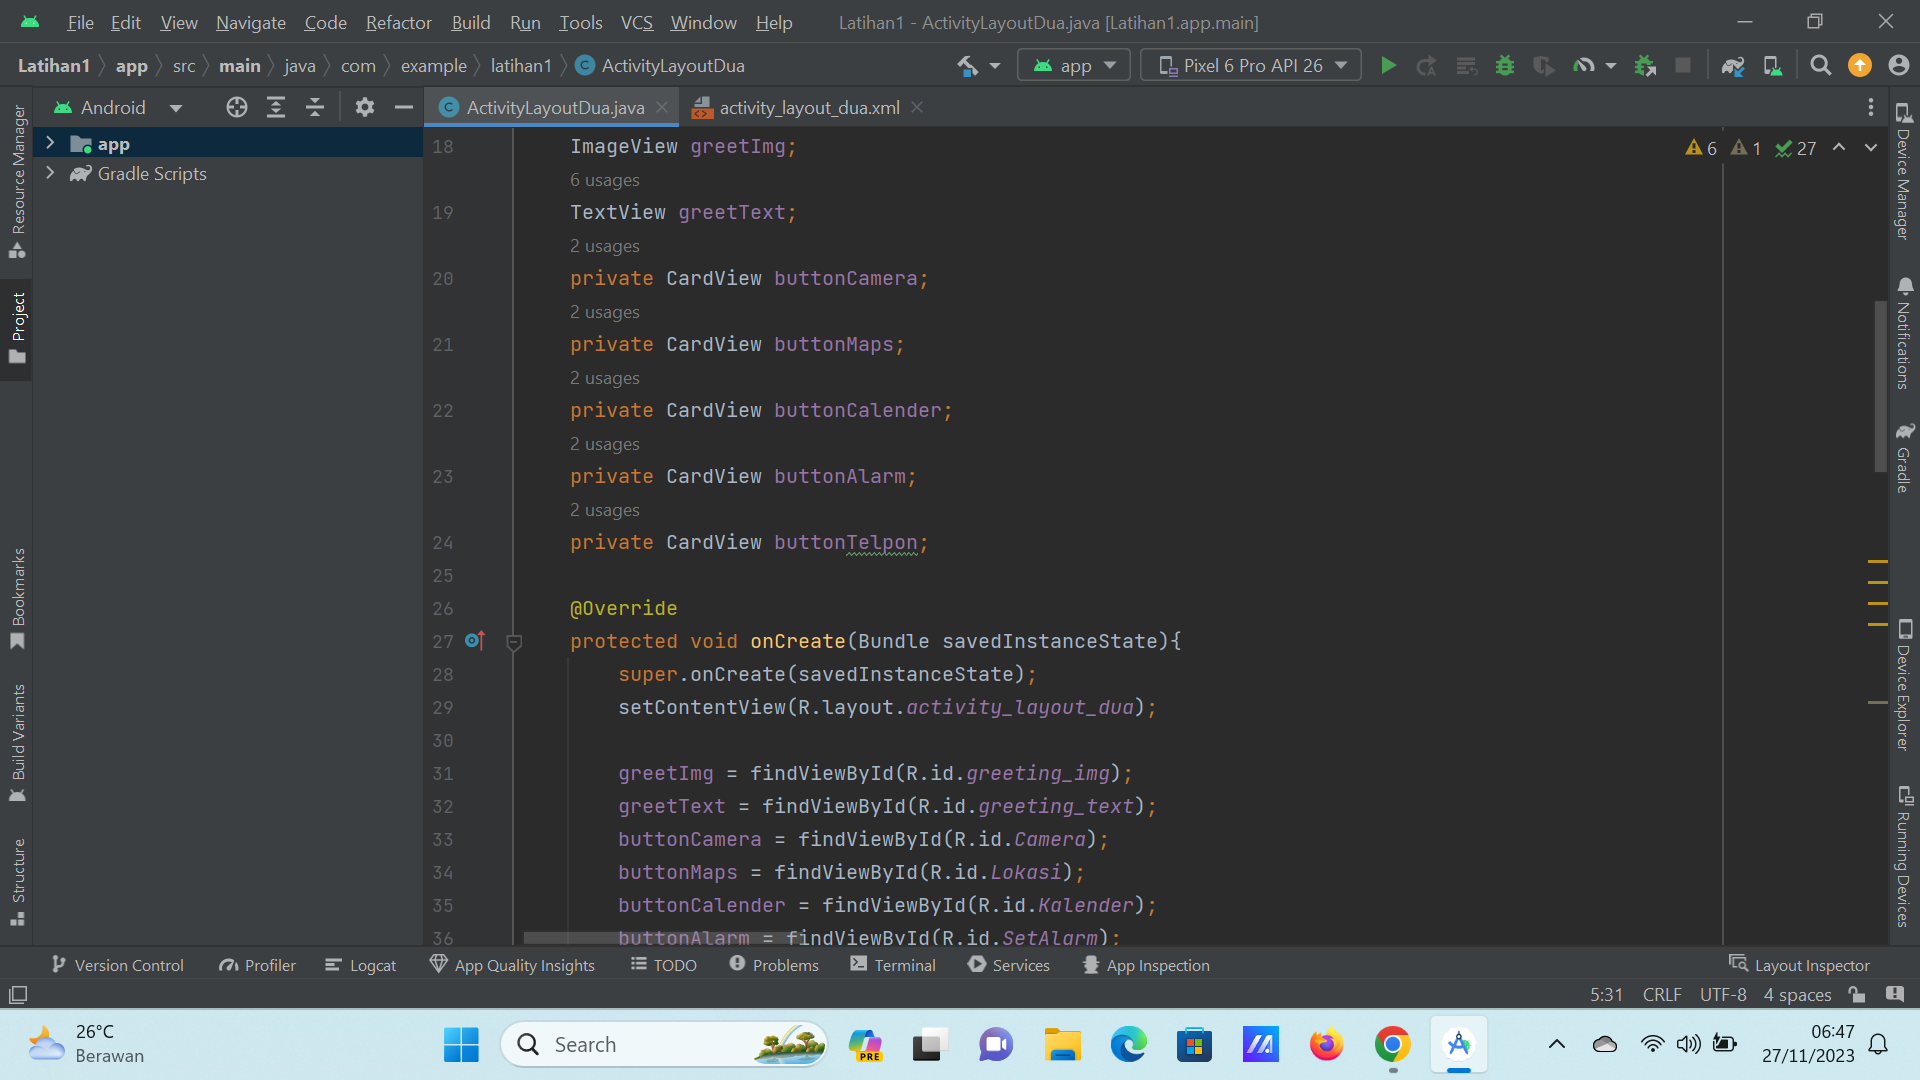 File Edit View Navigate Code Refactor Build Run Tools VCS Window Help Latihan1 - ActivityLayoutDua.java [Latihan1.app.main]
Latihan1 app src main java com example latihan1 ActivityLayoutDua app Pixel 6 Pro API 26
Android ActivityLayoutDua.java activity_layout_dua.xml
app
Gradle Scripts
Resource Manager
Project
Bookmarks
Build Variants
Structure
6 1 27
18 ImageView greetImg;
6 usages
19 TextView greetText;
2 usages
20 private CardView buttonCamera;
2 usages
21 private CardView buttonMaps;
2 usages
22 private CardView buttonCalender;
2 usages
23 private CardView buttonAlarm;
2 usages
24 private CardView buttonTelpon;
25
26 @Override
27 protected void onCreate(Bundle savedInstanceState){
28 super.onCreate(savedInstanceState);
29 setContentView(R.layout.activity_layout_dua);
30
31 greetImg = findViewById(R.id.greeting_img);
32 greetText = findViewById(R.id.greeting_text);
33 buttonCamera = findViewById(R.id.Camera);
34 buttonMaps = findViewById(R.id.Lokasi);
35 buttonCalender = findViewById(R.id.Kalender);
36 buttonAlarm = findViewById(R.id.SetAlarm);
Device Manager
Notifications
Gradle
Device Explorer
Running Devices
Version Control Profiler Logcat App Quality Insights TODO Problems Terminal Services App Inspection Layout Inspector
5:31 CRLF UTF-8 4 spaces
26°C
Berawan
Search
PRE
06:47
27/11/2023